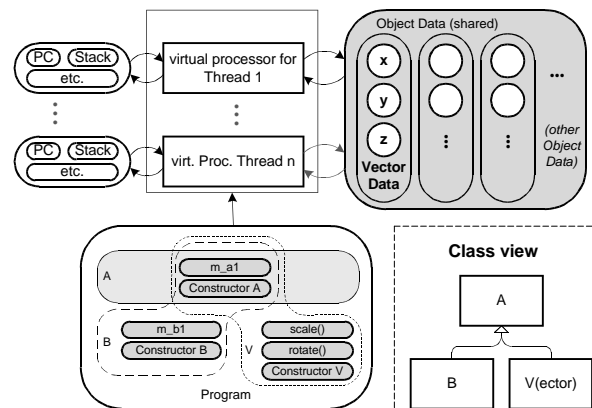 PC
Stack
etc.
virtual processor for
Thread 1
Object Data (shared)
x
y
z
Vector
Data
...
(other
Object
Data)
PC
Stack
etc.
virt. Proc. Thread n
A
m_a1
Constructor A
B
m_b1
Constructor B
V
scale()
rotate()
Constructor V
Program
Class view
A
B
V(ector)